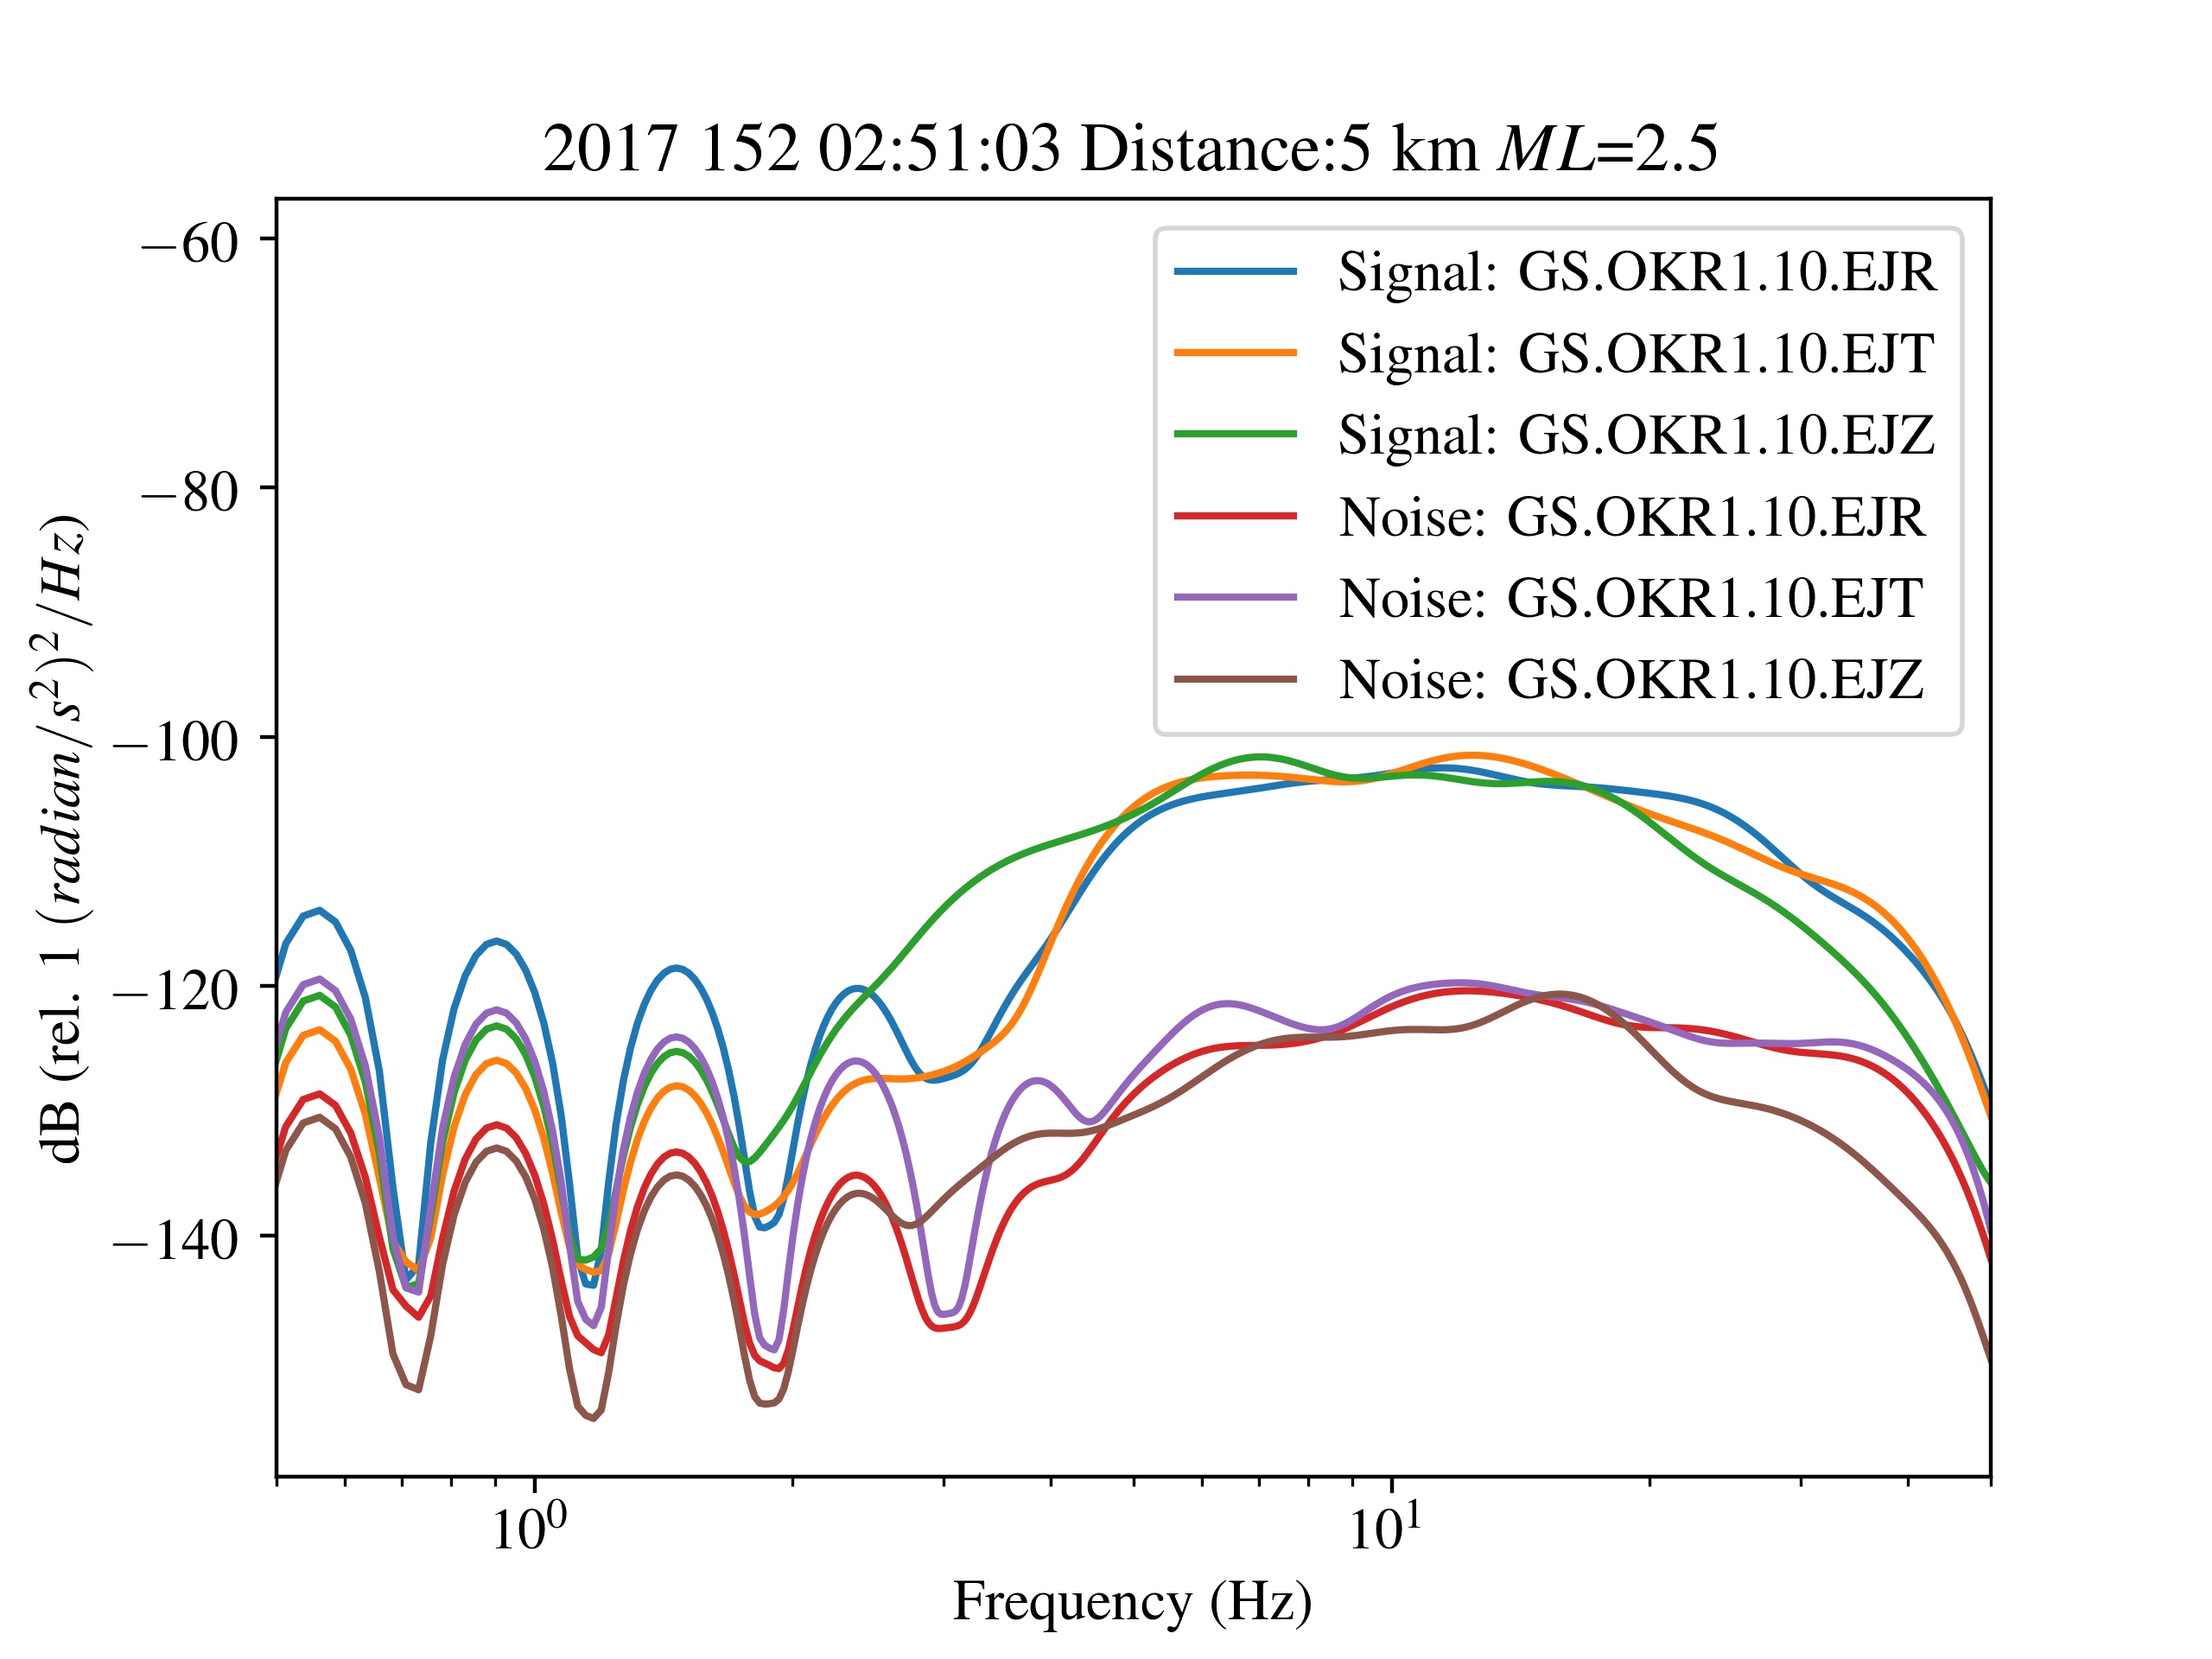 2017 152 02:51:03 Distance:5 km ML=2.5
dB (rel. 1 (radian/s²)²/Hz)
−60
−80
−100
−120
−140
Signal: GS.OKR1.10.EJR
Signal: GS.OKR1.10.EJT
Signal: GS.OKR1.10.EJZ
Noise: GS.OKR1.10.EJR
Noise: GS.OKR1.10.EJT
Noise: GS.OKR1.10.EJZ
10⁰ 10¹
Frequency (Hz)